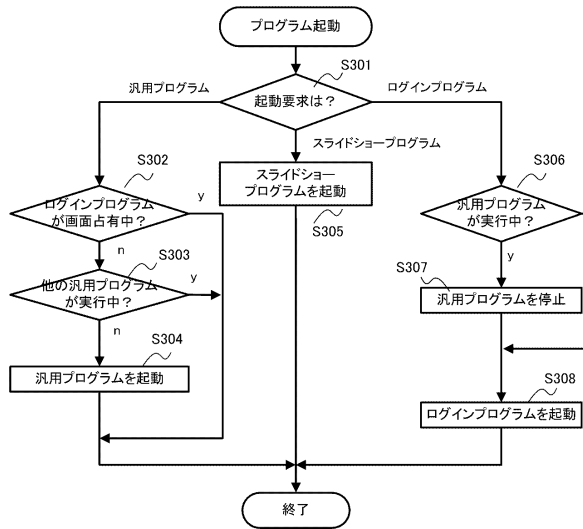 プログラム起動
S301
起動要求は？
汎用プログラム
ログインプログラム
スライドショープログラム
S302
ログインプログラム
が画面占有中？
y
n
S303
他の汎用プログラム
が実行中？
y
n
S304
汎用プログラムを起動
スライドショー
プログラムを起動
S305
S306
汎用プログラム
が実行中？
y
S307
汎用プログラムを停止
S308
ログインプログラムを起動
終了